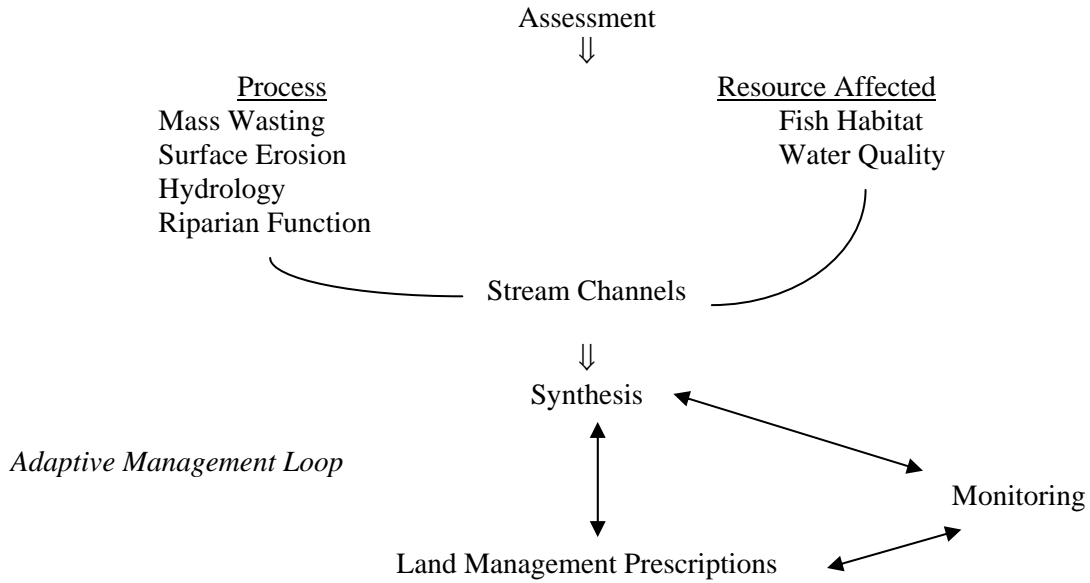 Assessment
⇓
Process
Mass Wasting
Surface Erosion
Hydrology
Riparian Function
Resource Affected
Fish Habitat
Water Quality
Stream Channels
⇓
Synthesis
Adaptive Management Loop
Monitoring
Land Management Prescriptions